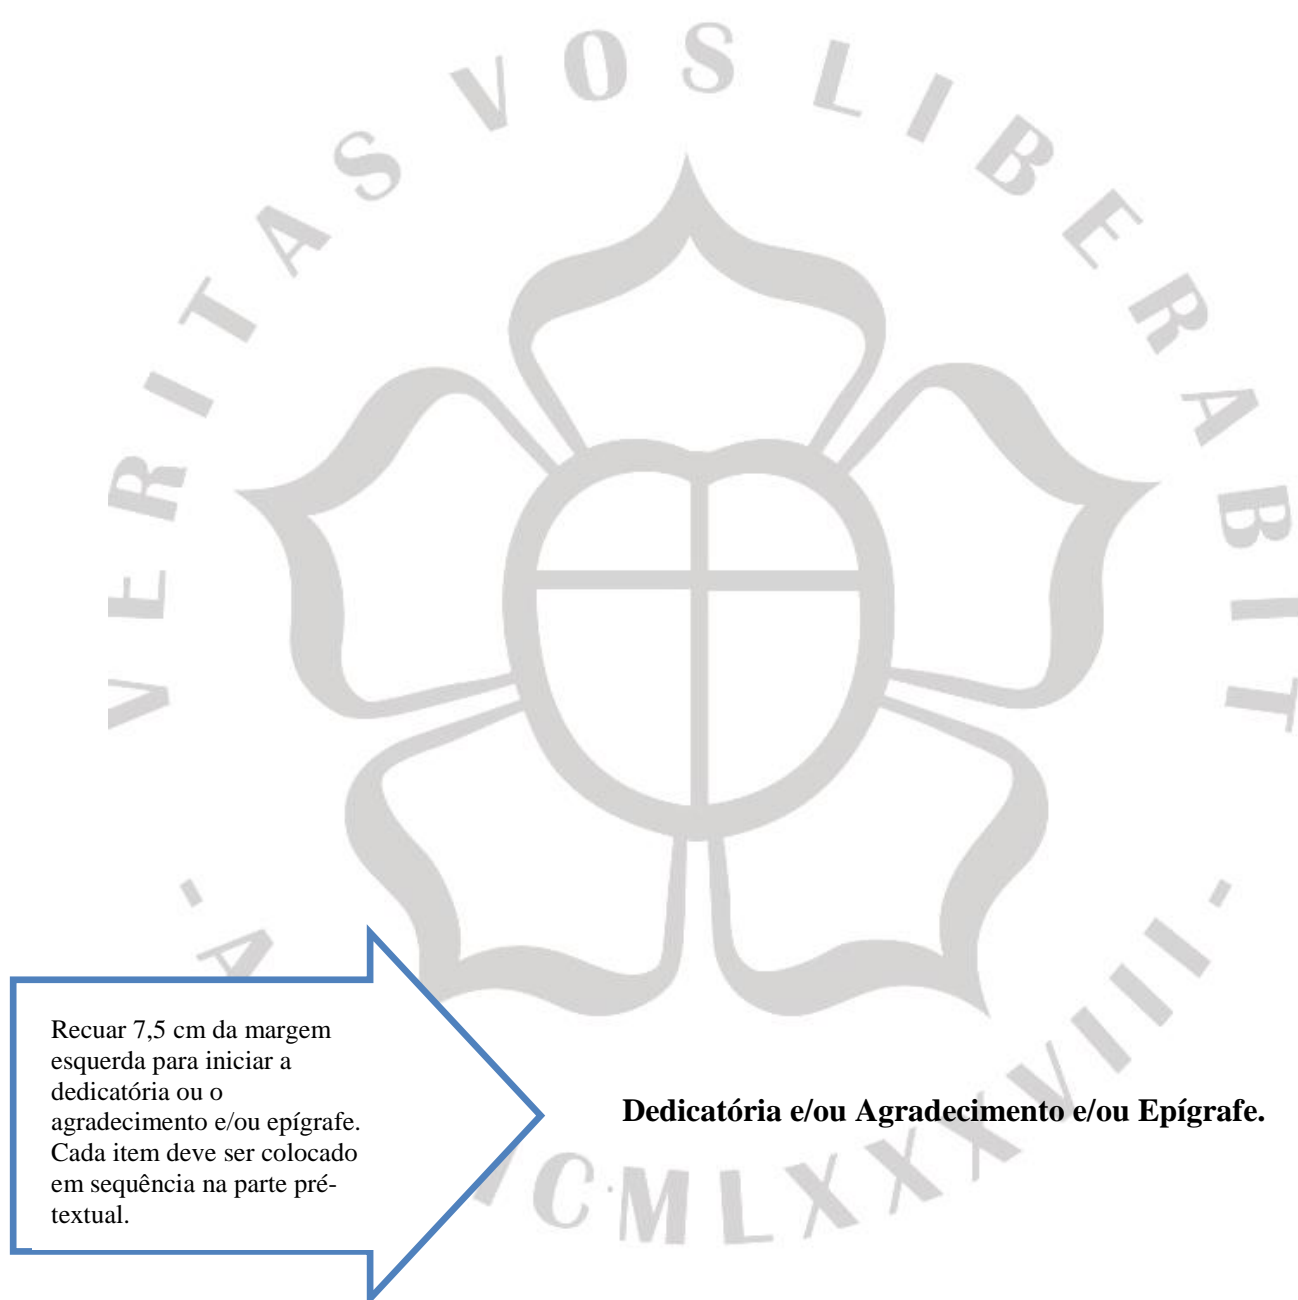 VERITAS VOS LIBERABIT
Recuar 7,5 cm da margem
esquerda para iniciar a
dedicatória ou o
agradecimento e/ou epígrafe.
Cada item deve ser colocado
em sequência na parte pré-
textual.
Dedicatória e/ou Agradecimento e/ou Epígrafe.